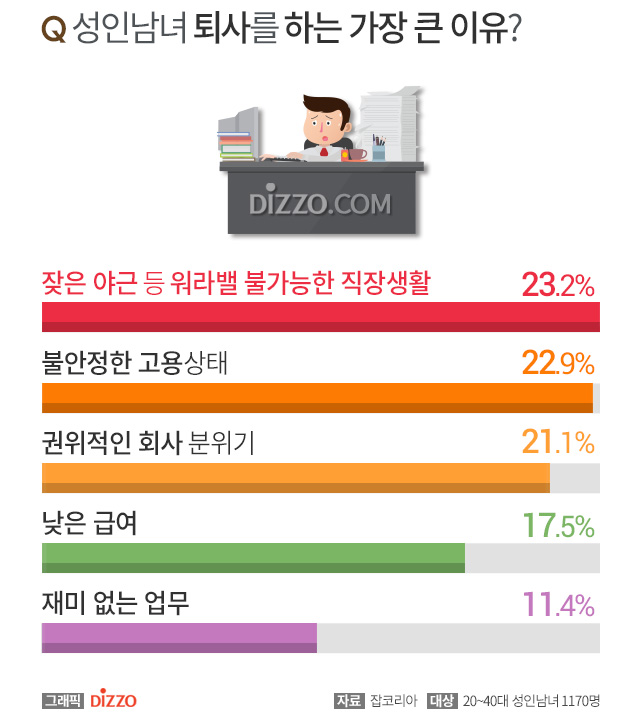 Q 성인남녀 퇴사를 하는 가장 큰 이유?
DIZZO.COM
잦은 야근 등 워라밸 불가능한 직장생활 23.2%
불안정한 고용상태 22.9%
권위적인 회사 분위기 21.1%
낮은 급여 17.5%
재미 없는 업무 11.4%
그래픽 DIZZO 자료 잡코리아 대상 20~40대 성인남녀 1170명